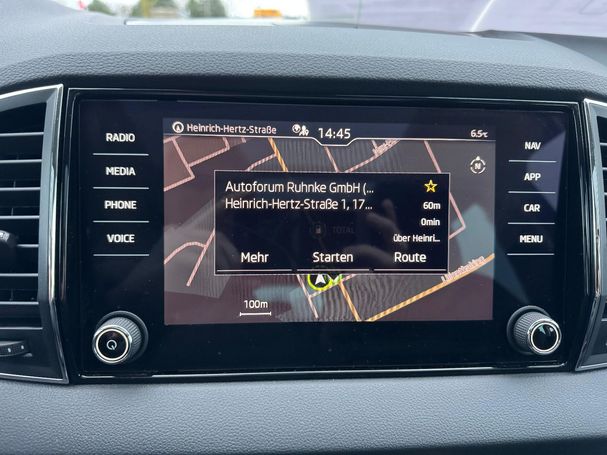 RADIO
MEDIA
PHONE
VOICE
Heinrich-Hertz-Straße
14:45
6.5°C
Autoforum Ruhnke GmbH (...
Heinrich-Hertz-Straße 1, 17...
60m
0min
TOTAL
über Heinri...
Mehr
Starten
Route
100m
N
NAV
APP
CAR
MENU